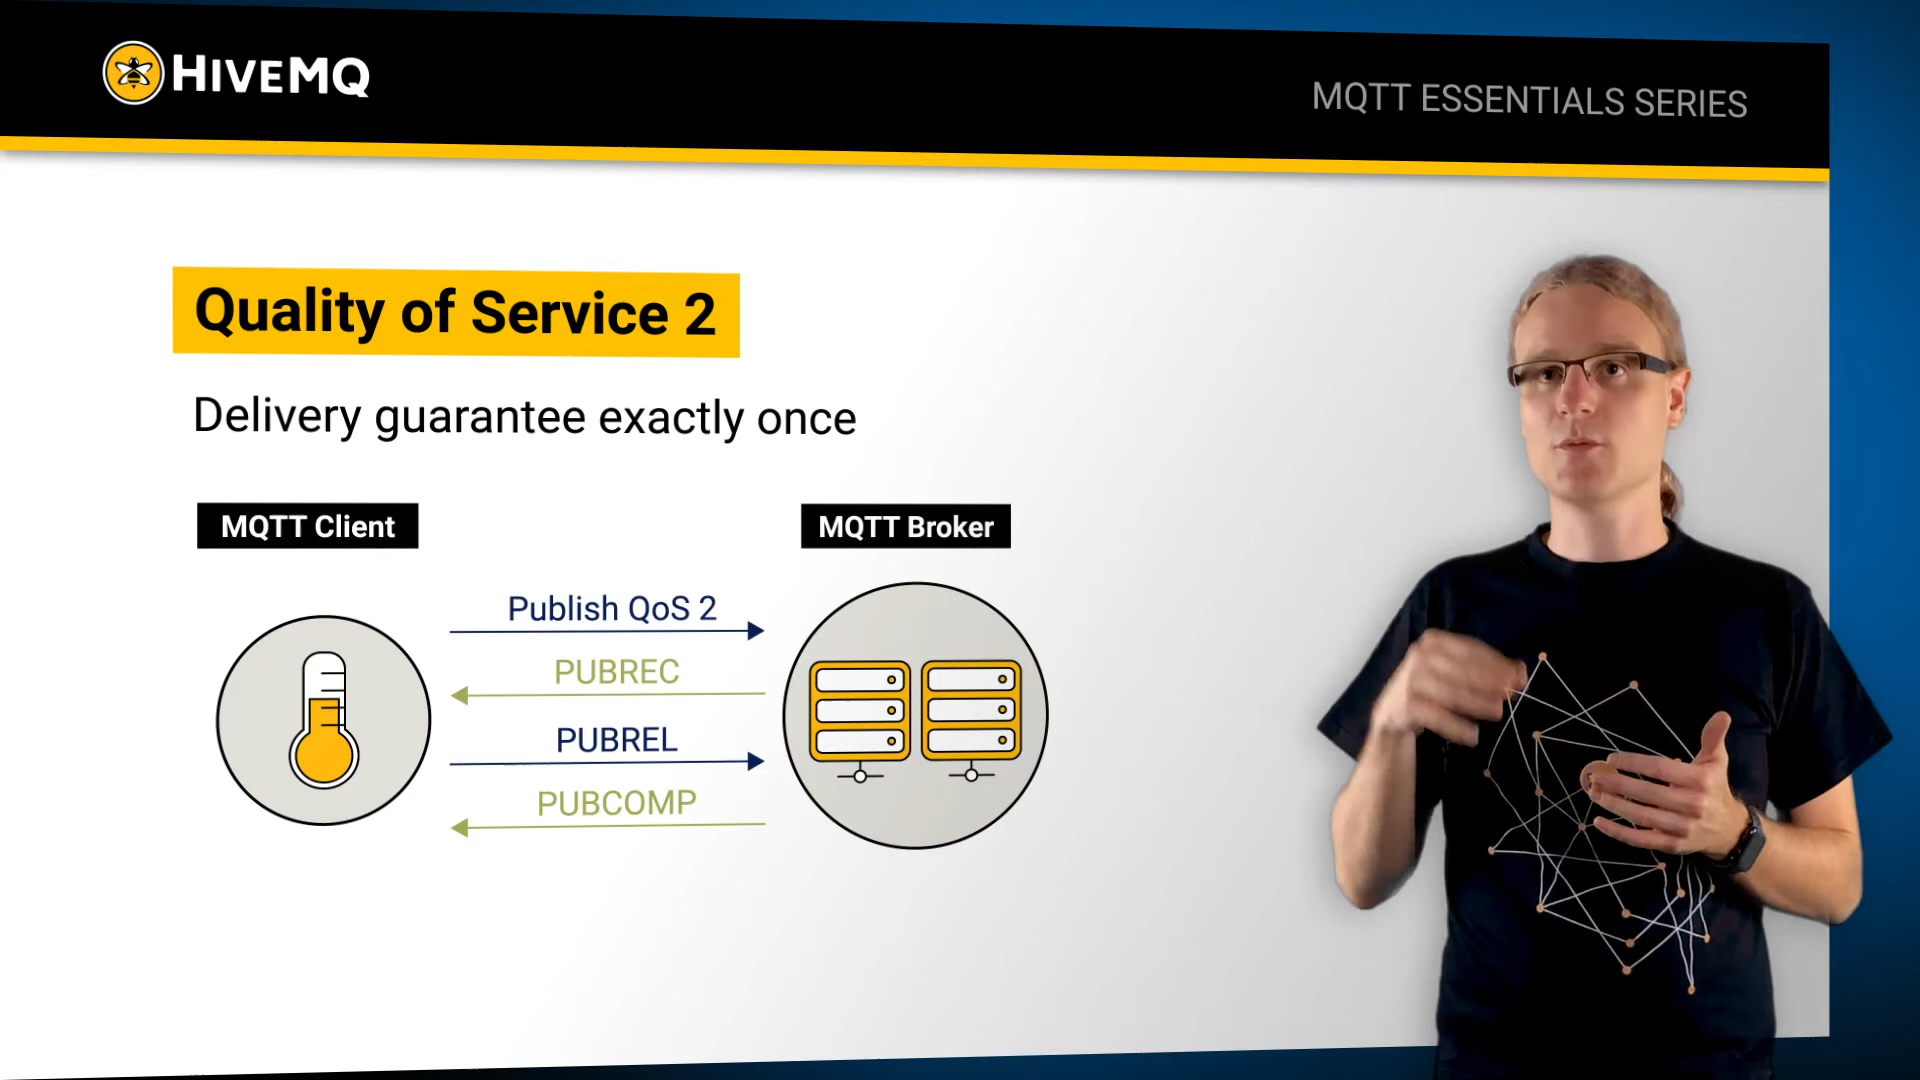 HIVEMQ
MQTT ESSENTIALS SERIES
Quality of Service 2
Delivery guarantee exactly once
MQTT Client
MQTT Broker
Publish QoS 2
PUBREC
PUBREL
PUBCOMP